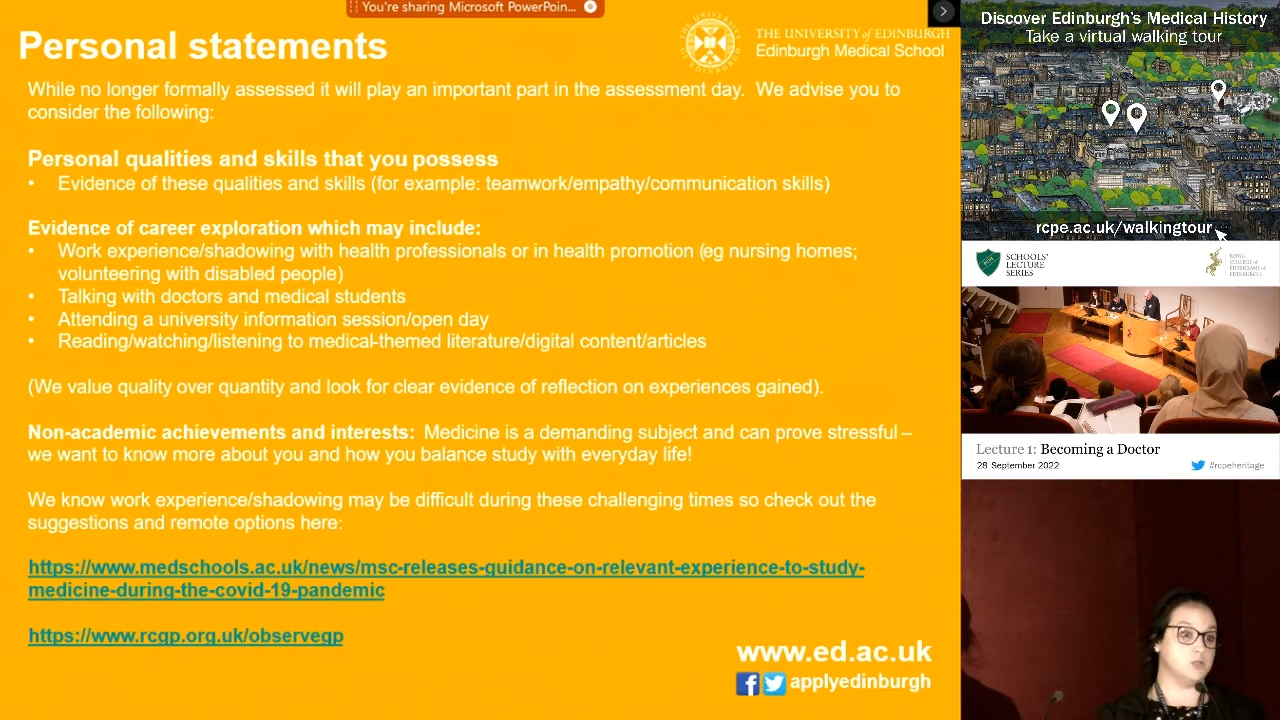 You're sharing Microsoft PowerPoin...
Personal statements
THE UNIVERSITY of EDINBURGH
Edinburgh Medical School
While no longer formally assessed it will play an important part in the assessment day. We advise you to
consider the following:
Personal qualities and skills that you possess
• Evidence of these qualities and skills (for example: teamwork/empathy/communication skills)
Evidence of career exploration which may include:
• Work experience/shadowing with health professionals or in health promotion (eg nursing homes;
volunteering with disabled people)
• Talking with doctors and medical students
• Attending a university information session/open day
• Reading/watching/listening to medical-themed literature/digital content/articles
(We value quality over quantity and look for clear evidence of reflection on experiences gained).
Non-academic achievements and interests: Medicine is a demanding subject and can prove stressful –
we want to know more about you and how you balance study with everyday life!
We know work experience/shadowing may be difficult during these challenging times so check out the
suggestions and remote options here:
https://www.medschools.ac.uk/news/msc-releases-guidance-on-relevant-experience-to-study-
medicine-during-the-covid-19-pandemic
https://www.rcgp.org.uk/observegp
www.ed.ac.uk
applyedinburgh
Discover Edinburgh's Medical History
Take a virtual walking tour
rcpe.ac.uk/walkingtour
SCHOOLS'
LECTURE
SERIES
ROYAL
COLLEGE of
PHYSICIANS of
EDINBURGH
Lecture 1: Becoming a Doctor
28 September 2022
#rcpeheritage